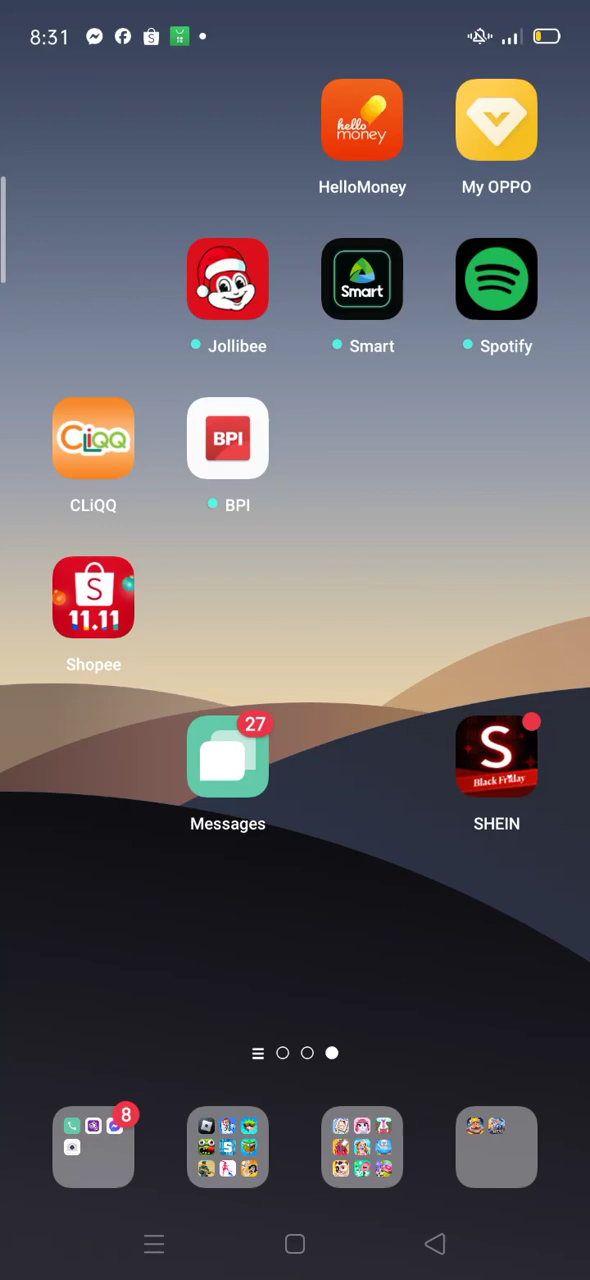 8:31
hello
money
HelloMoney
My OPPO
Smart
Jollibee
Smart
Spotify
CLiQQ
BPI
CLiQQ
BPI
S
11.11
Shopee
27
S
Black Friday
Messages
SHEIN
8